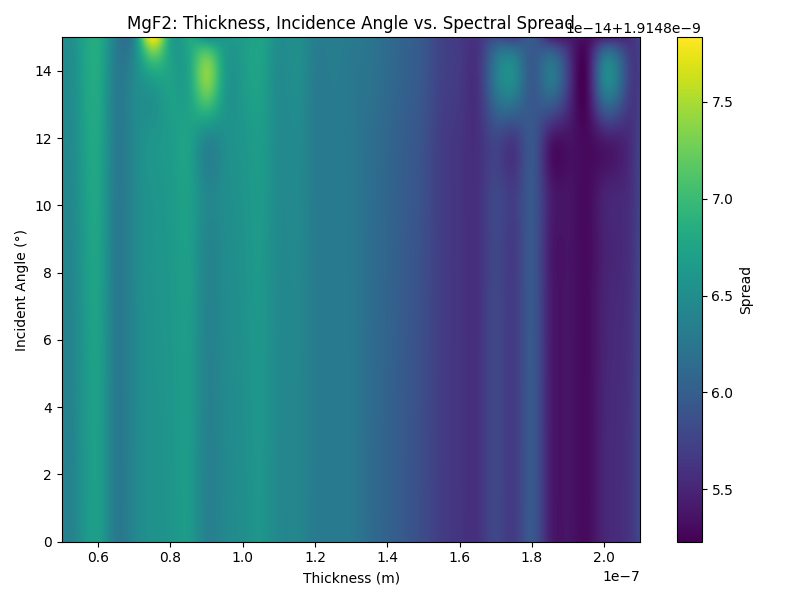 MgF2: Thickness, Incidence Angle vs. Spectral Spread
1e−14+1.9148e−9
14
12
10
8
6
4
2
0
Incident Angle (°)
0.6 0.8 1.0 1.2 1.4 1.6 1.8 2.0
1e−7
Thickness (m)
7.5
7.0
6.5
6.0
5.5
Spread